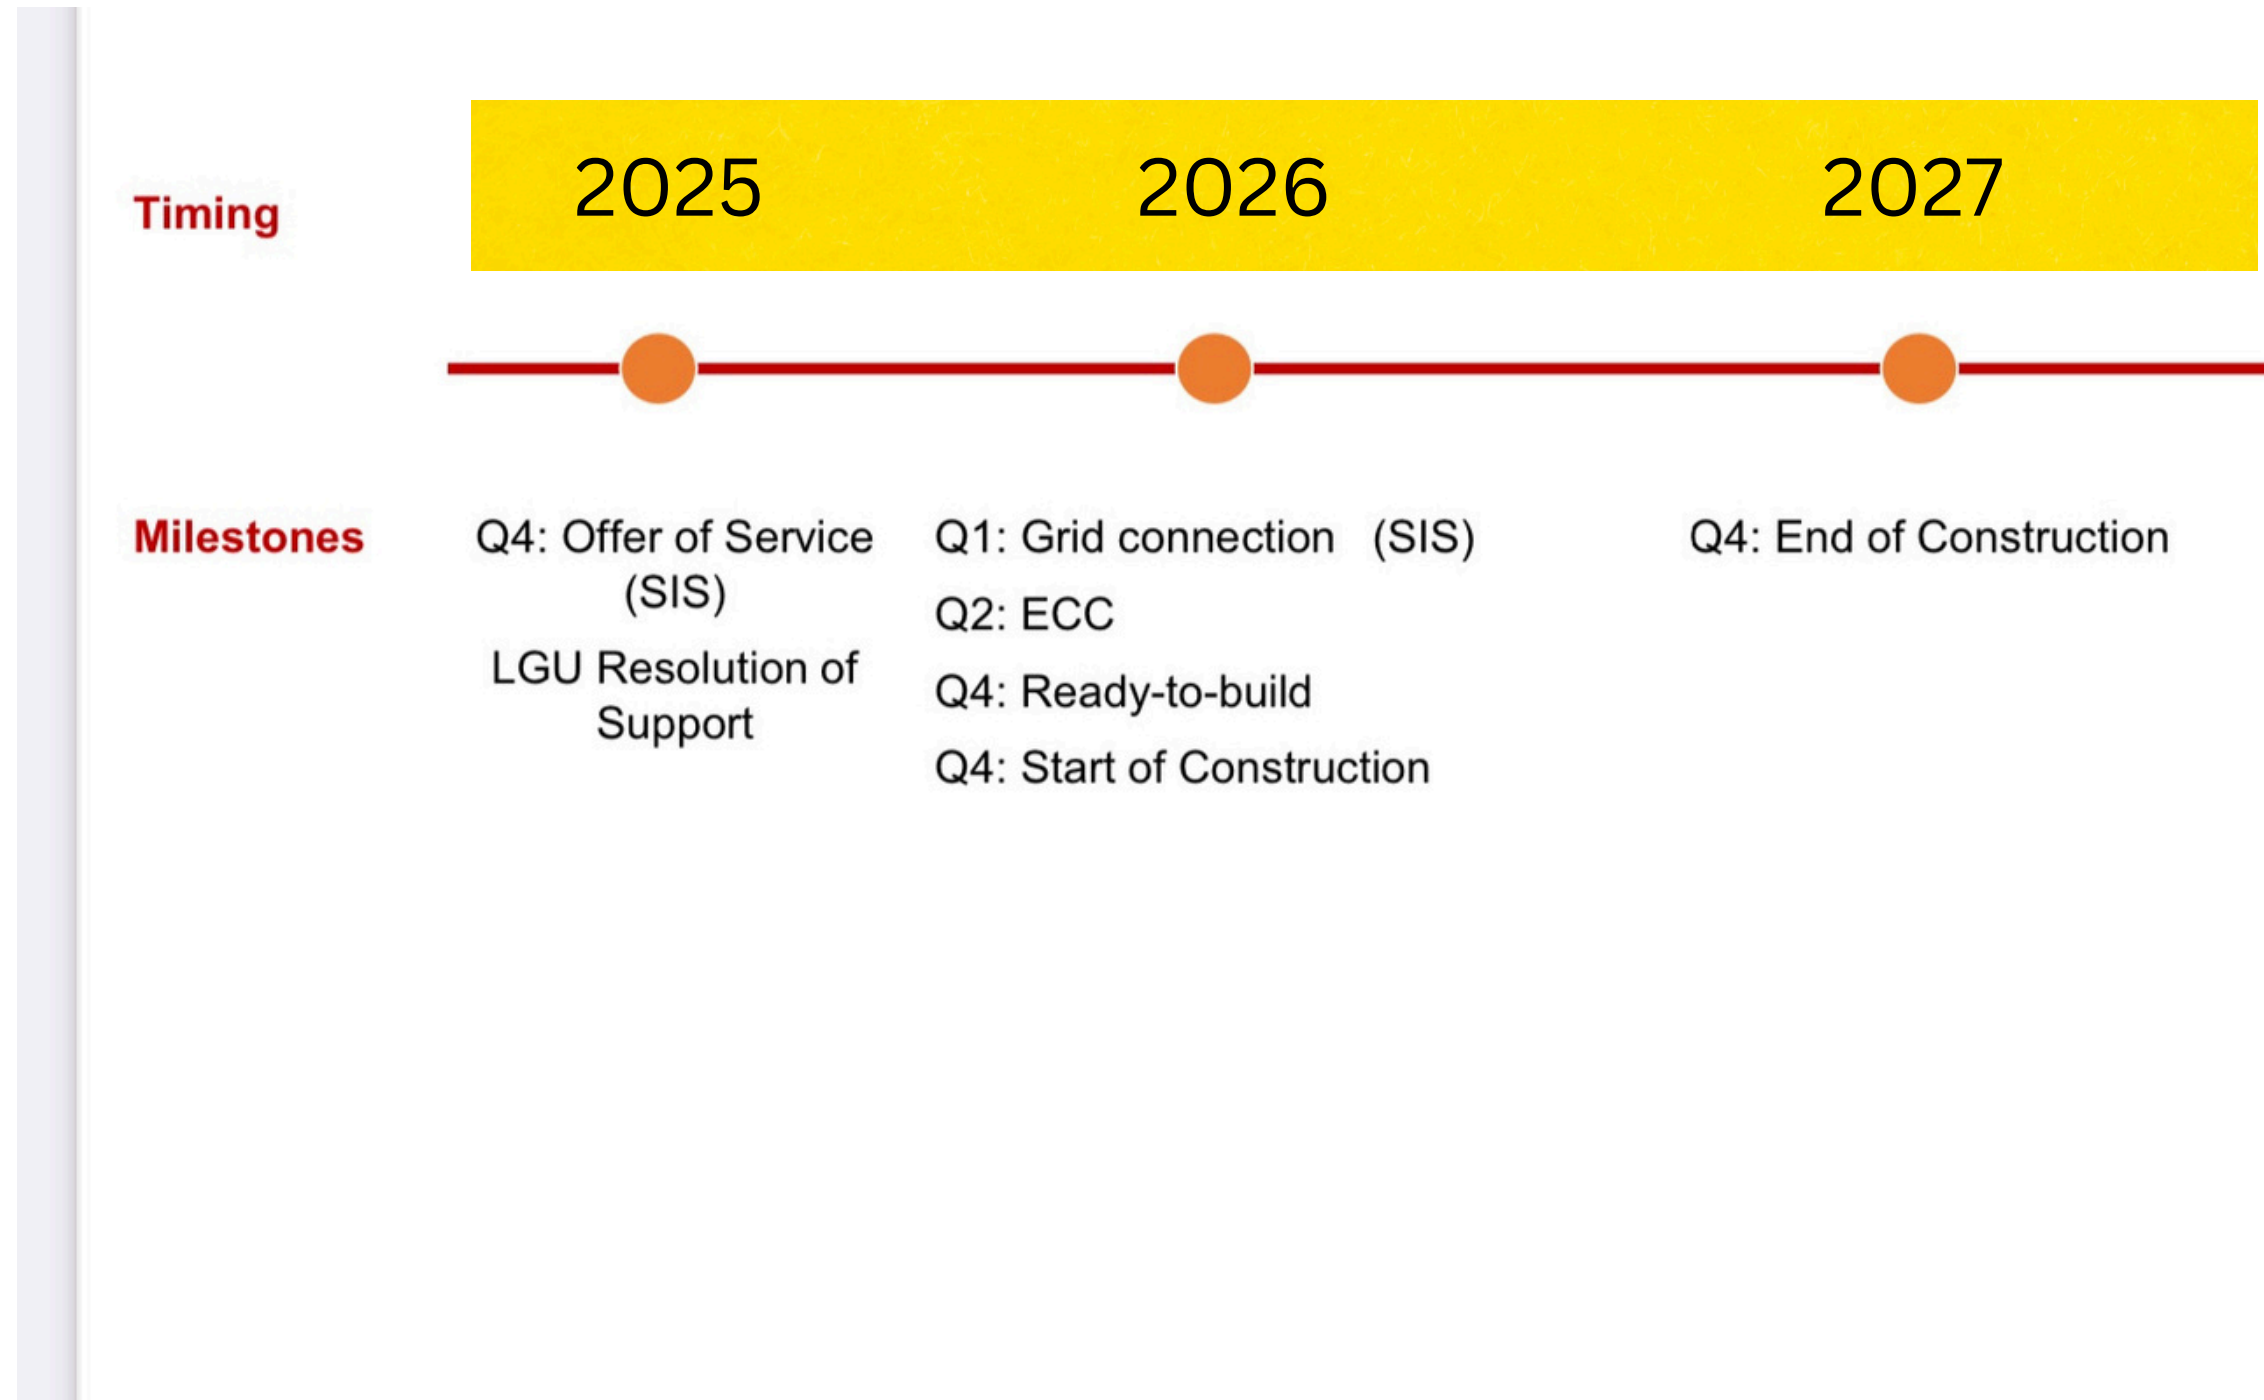 Timing
2025 2026 2027
Milestones
Q4: Offer of Service
(SIS)
LGU Resolution of
Support
Q1: Grid connection (SIS)
Q2: ECC
Q4: Ready-to-build
Q4: Start of Construction
Q4: End of Construction